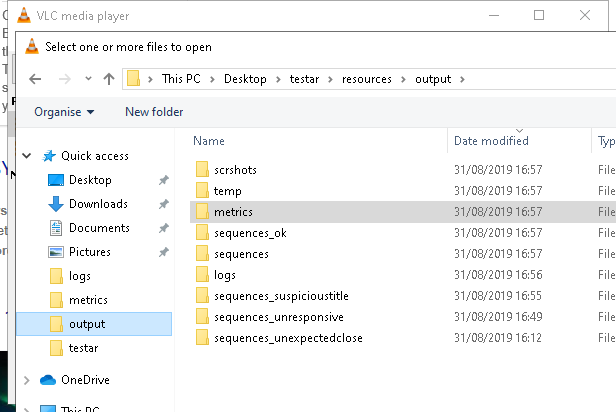 VLC media player
Select one or more files to open
This PC > Desktop > testar > resources > output >
Organise New folder
Name Date modified Typ
Quick access
Desktop
Downloads
Documents
Pictures
logs
metrics
output
testar
OneDrive
This PC
scrshots 31/08/2019 16:57 File
temp 31/08/2019 16:57 File
metrics 31/08/2019 16:57 File
sequences_ok 31/08/2019 16:57 File
sequences 31/08/2019 16:57 File
logs 31/08/2019 16:56 File
sequences_suspicioustitle 31/08/2019 16:55 File
sequences_unresponsive 31/08/2019 16:49 File
sequences_unexpectedclose 31/08/2019 16:12 File